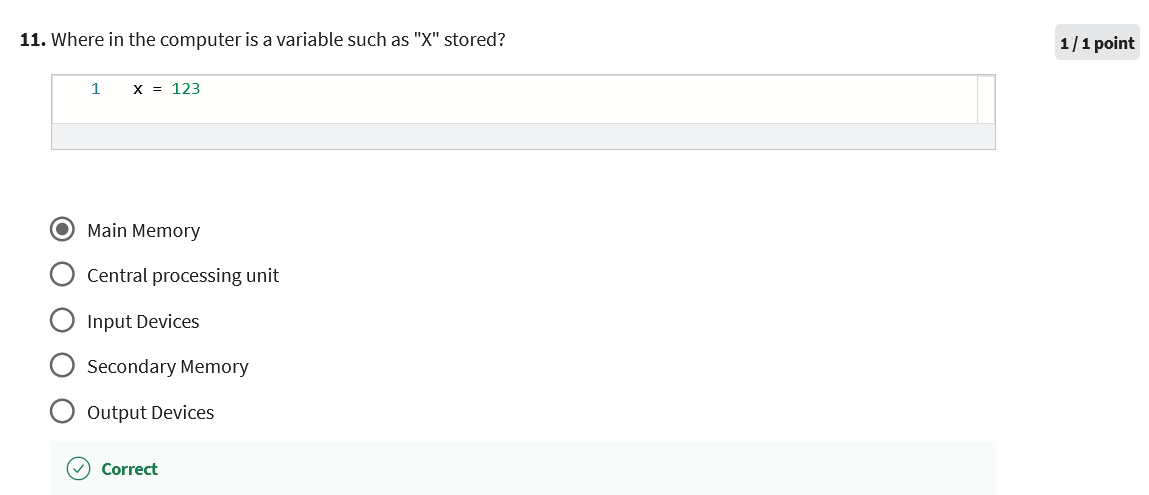 11. Where in the computer is a variable such as "X" stored?
1 / 1 point
1 x = 123
Main Memory
Central processing unit
Input Devices
Secondary Memory
Output Devices
Correct